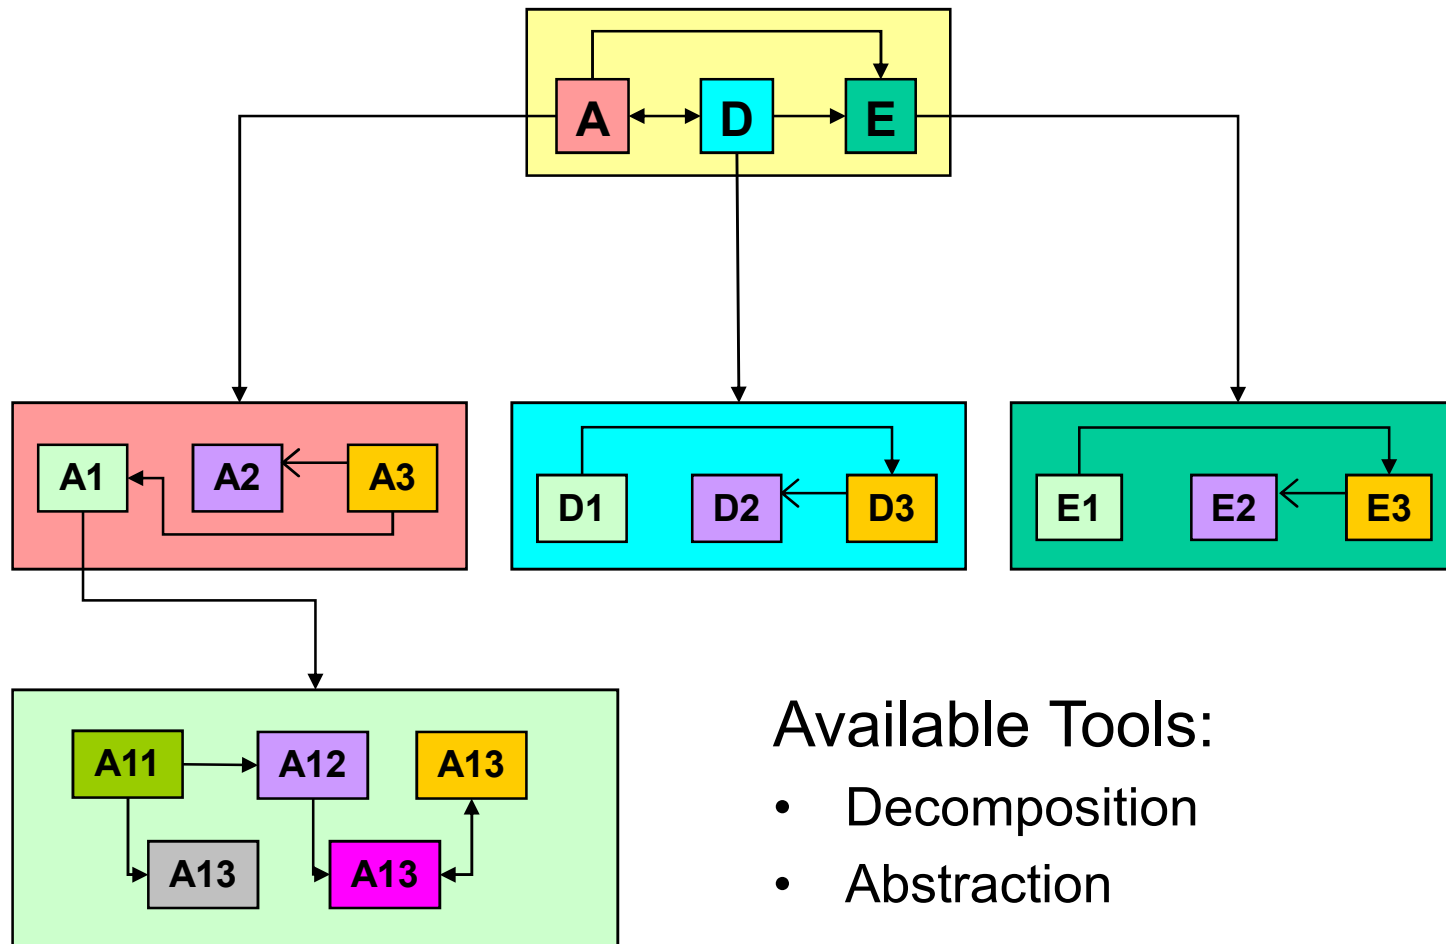 A D E
A1 A2 A3
D1 D2 D3
E1 E2 E3
A11 A12 A13
A13 A13
Available Tools:
• Decomposition
• Abstraction